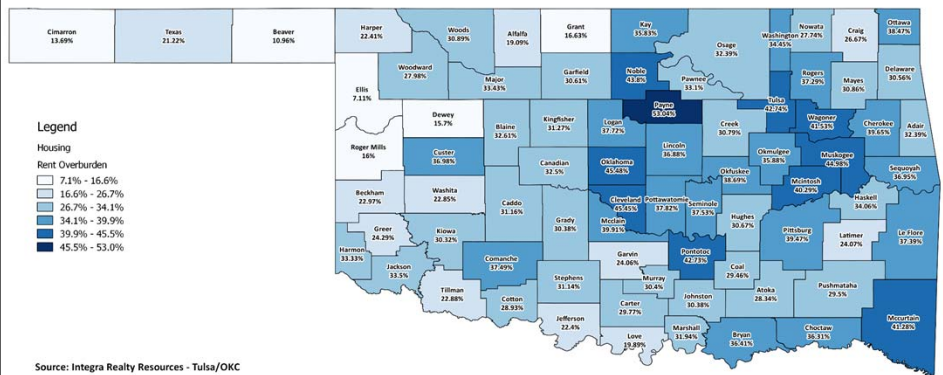 Cimarron
13.69%
Texas
21.22%
Beaver
10.96%
Harper
22.41%
Woods
30.89%
Alfalfa
19.09%
Grant
16.63%
Kay
35.83%
Osage
32.39%
Washington
34.45%
Nowata
27.74%
Craig
26.67%
Ottawa
38.47%
Ellis
7.11%
Woodward
27.98%
Major
33.43%
Garfield
30.61%
Noble
43.8%
Pawnee
33.1%
Tulsa
42.74%
Rogers
37.29%
Mayes
30.86%
Delaware
30.56%
Dewey
15.7%
Blaine
32.61%
Kingfisher
31.27%
Logan
37.72%
Payne
53.04%
Creek
30.79%
Wagoner
41.53%
Cherokee
39.65%
Adair
32.39%
Legend
Housing
Rent Overburden
7.1% - 16.6%
16.6% - 26.7%
26.7% - 34.1%
34.1% - 39.9%
39.9% - 45.5%
45.5% - 53.0%
Roger Mills
16%
Custer
36.98%
Canadian
32.5%
Oklahoma
45.48%
Lincoln
36.88%
Okfuskee
38.69%
Okmulgee
35.88%
Muskogee
44.98%
McIntosh
40.29%
Sequoyah
36.95%
Beckham
22.97%
Washita
22.85%
Caddo
31.16%
Grady
30.38%
Cleveland
45.45%
Mcclain
39.91%
Pottawatomie
37.82%
Seminole
37.53%
Hughes
30.67%
Pittsburg
39.47%
Haskell
34.06%
Latimer
24.07%
Le Flore
37.39%
Greer
24.29%
Kiowa
30.32%
Harmon
33.33%
Jackson
33.5%
Comanche
37.49%
Stephens
31.14%
Garvin
24.06%
Murray
30.4%
Pontotoc
42.73%
Coal
29.46%
Atoka
28.34%
Pushmataha
29.5%
Tillman
22.88%
Cotton
28.93%
Jefferson
22.4%
Carter
29.77%
Johnston
30.38%
Love
19.89%
Marshall
31.94%
Bryan
36.41%
Choctaw
36.31%
Mccurtain
41.28%
Source: Integra Realty Resources - Tulsa/OKC